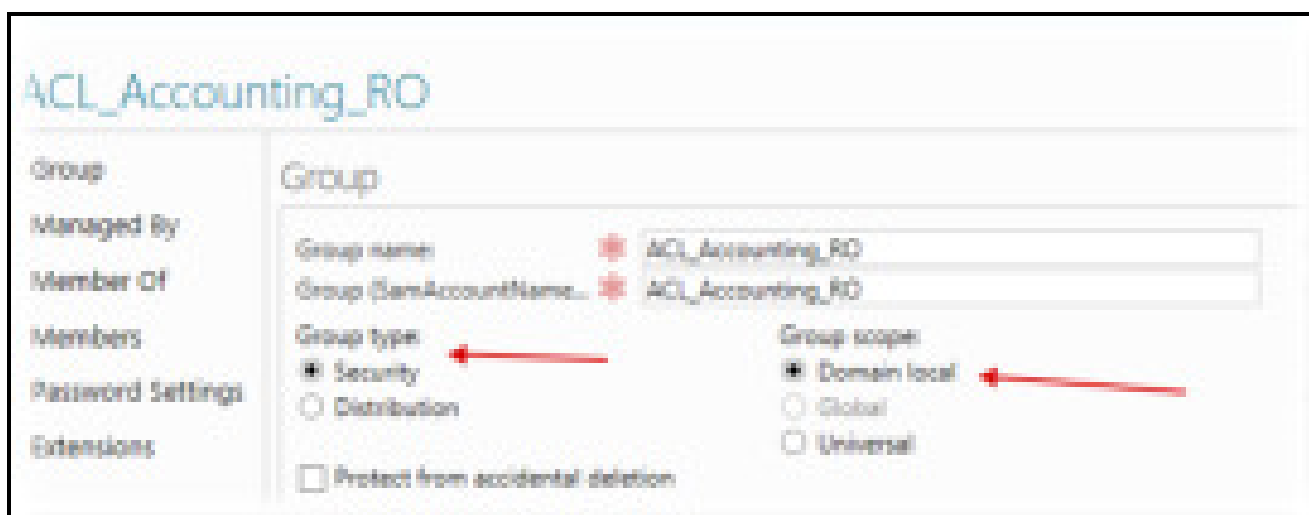 ACL_Accounting_RO
Group
Managed By
Member Of
Members
Password Settings
Extensions
Group
Group name: ACL_Accounting_RO
Group (SamAccountName... ACL_Accounting_RO
Group type: Group scope:
Security Domain local
Distribution Global
Universal
Protect from accidental deletion